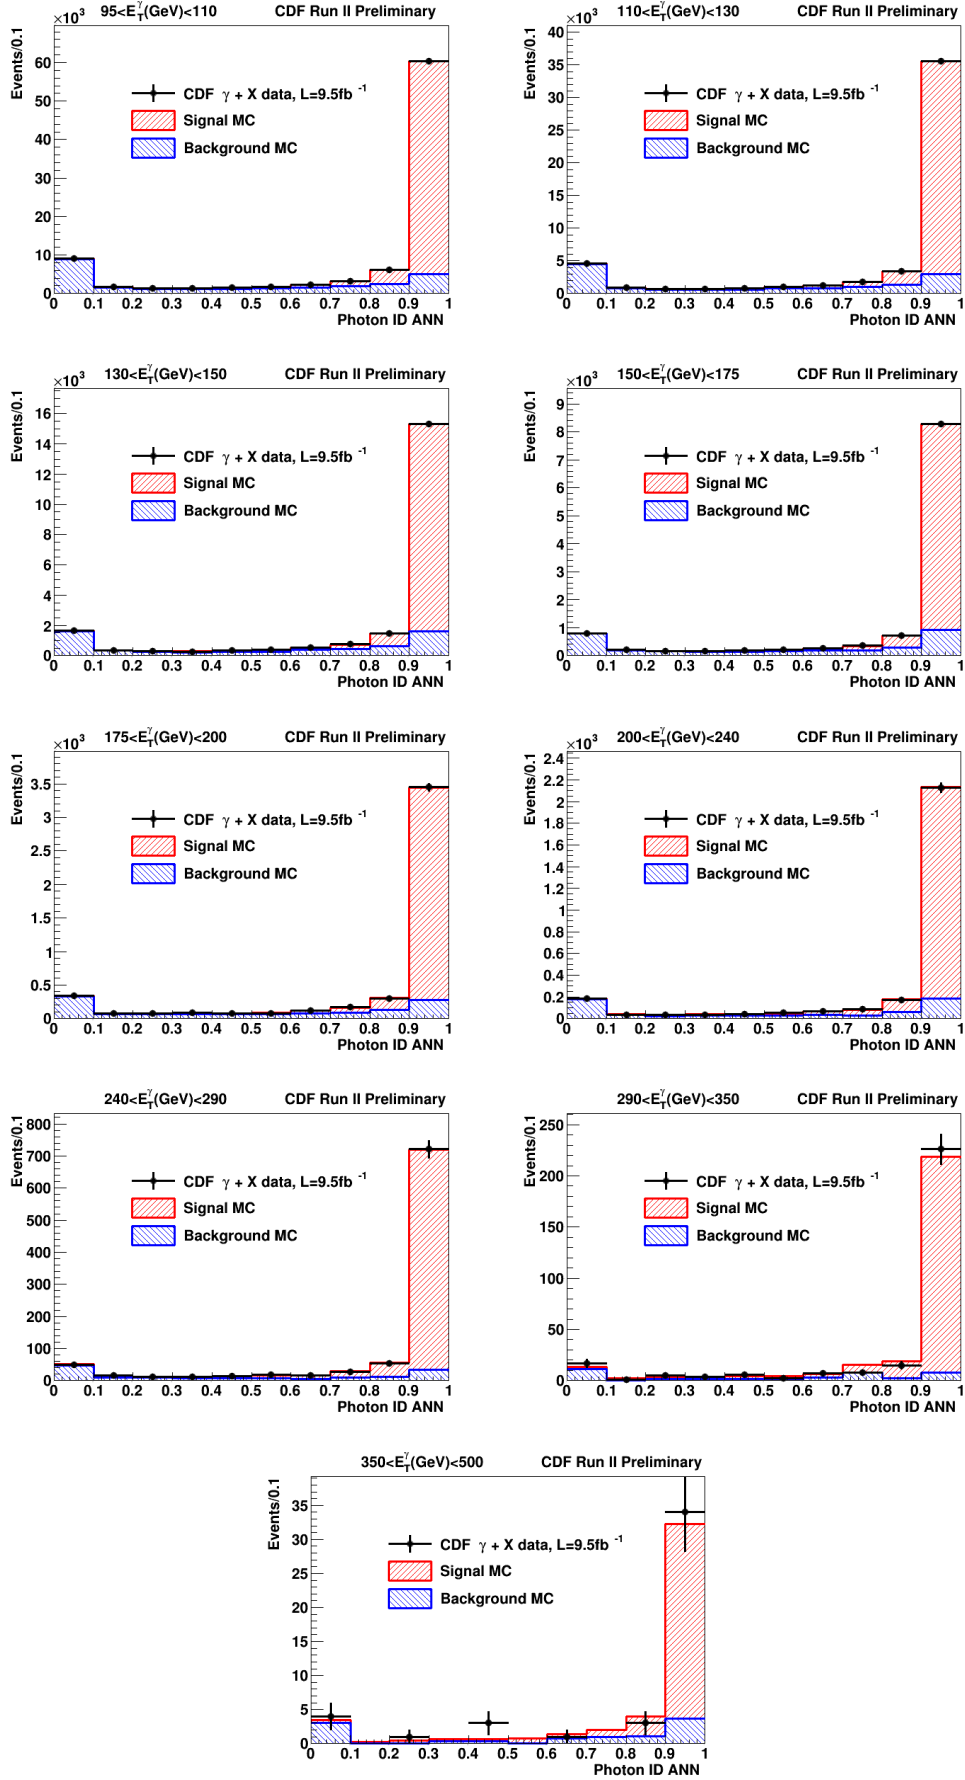 95<E_T^γ(GeV)<110 CDF Run II Preliminary
×10³
Events/0.1
60
50
40
30
20
10
0
CDF γ + X data, L=9.5fb⁻¹
Signal MC
Background MC
0 0.1 0.2 0.3 0.4 0.5 0.6 0.7 0.8 0.9 1
Photon ID ANN
110<E_T^γ(GeV)<130 CDF Run II Preliminary
×10³
Events/0.1
40
35
30
25
20
15
10
5
0
CDF γ + X data, L=9.5fb⁻¹
Signal MC
Background MC
0 0.1 0.2 0.3 0.4 0.5 0.6 0.7 0.8 0.9 1
Photon ID ANN
130<E_T^γ(GeV)<150 CDF Run II Preliminary
×10³
Events/0.1
16
14
12
10
8
6
4
2
0
CDF γ + X data, L=9.5fb⁻¹
Signal MC
Background MC
0 0.1 0.2 0.3 0.4 0.5 0.6 0.7 0.8 0.9 1
Photon ID ANN
150<E_T^γ(GeV)<175 CDF Run II Preliminary
×10³
Events/0.1
9
8
7
6
5
4
3
2
1
0
CDF γ + X data, L=9.5fb⁻¹
Signal MC
Background MC
0 0.1 0.2 0.3 0.4 0.5 0.6 0.7 0.8 0.9 1
Photon ID ANN
175<E_T^γ(GeV)<200 CDF Run II Preliminary
×10³
Events/0.1
3.5
3
2.5
2
1.5
1
0.5
0
CDF γ + X data, L=9.5fb⁻¹
Signal MC
Background MC
0 0.1 0.2 0.3 0.4 0.5 0.6 0.7 0.8 0.9 1
Photon ID ANN
200<E_T^γ(GeV)<240 CDF Run II Preliminary
×10³
Events/0.1
2.4
2.2
2
1.8
1.6
1.4
1.2
1
0.8
0.6
0.4
0.2
0
CDF γ + X data, L=9.5fb⁻¹
Signal MC
Background MC
0 0.1 0.2 0.3 0.4 0.5 0.6 0.7 0.8 0.9 1
Photon ID ANN
240<E_T^γ(GeV)<290 CDF Run II Preliminary
Events/0.1
800
700
600
500
400
300
200
100
0
CDF γ + X data, L=9.5fb⁻¹
Signal MC
Background MC
0 0.1 0.2 0.3 0.4 0.5 0.6 0.7 0.8 0.9 1
Photon ID ANN
290<E_T^γ(GeV)<350 CDF Run II Preliminary
Events/0.1
250
200
150
100
50
0
CDF γ + X data, L=9.5fb⁻¹
Signal MC
Background MC
0 0.1 0.2 0.3 0.4 0.5 0.6 0.7 0.8 0.9 1
Photon ID ANN
350<E_T^γ(GeV)<500 CDF Run II Preliminary
Events/0.1
35
30
25
20
15
10
5
0
CDF γ + X data, L=9.5fb⁻¹
Signal MC
Background MC
0 0.1 0.2 0.3 0.4 0.5 0.6 0.7 0.8 0.9 1
Photon ID ANN